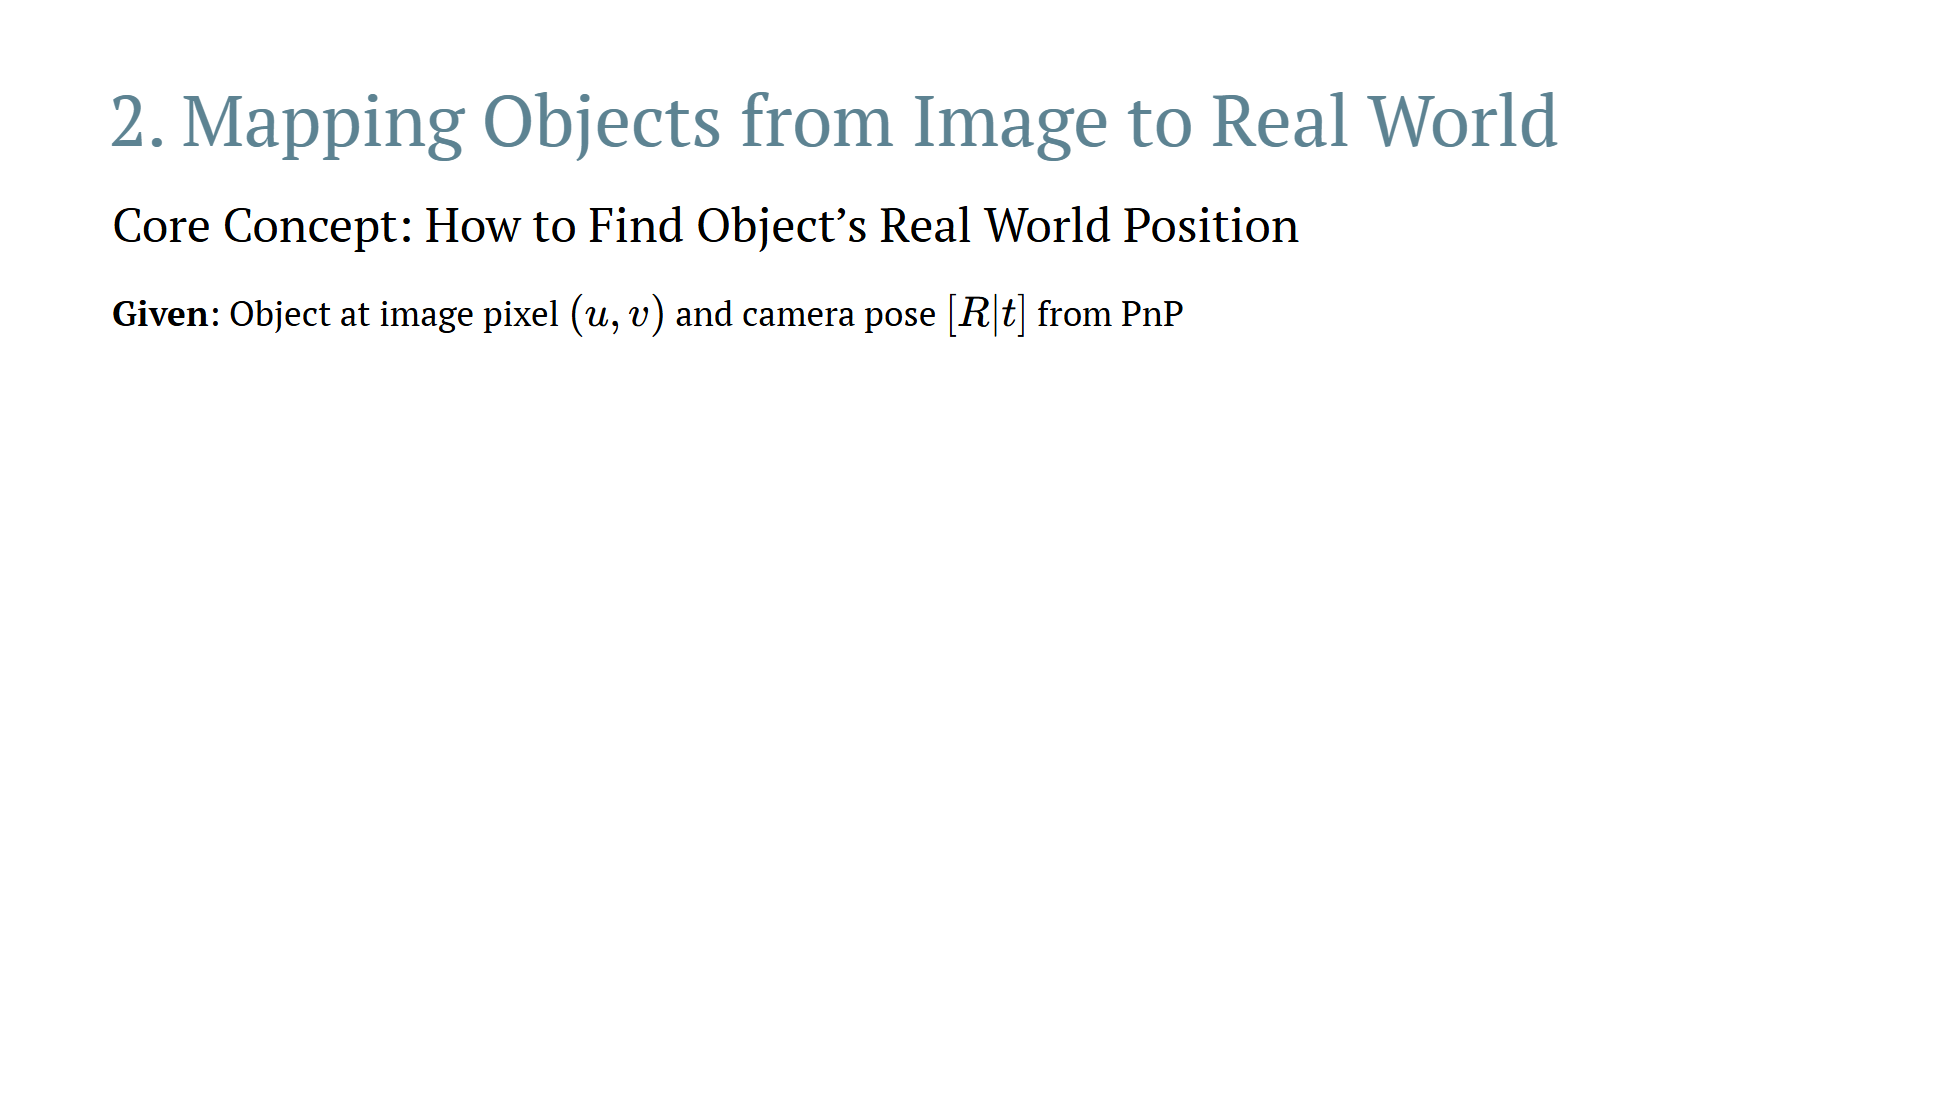 2. Mapping Objects from Image to Real World
Core Concept: How to Find Object’s Real World Position
Given: Object at image pixel (u, v) and camera pose [R|t] from PnP